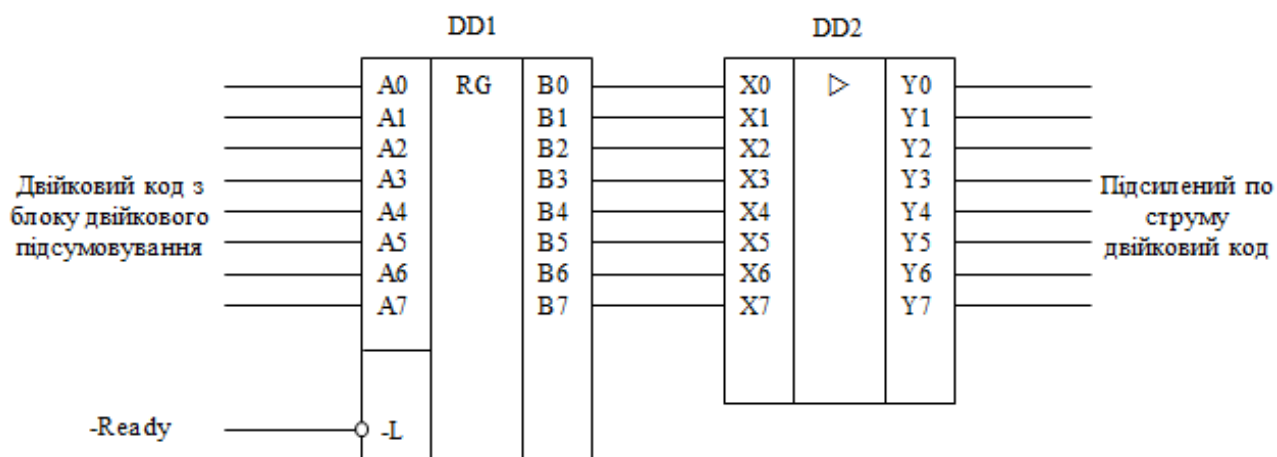 DD1 DD2
A0 RG B0 X0 ▷ Y0
A1 B1 X1 Y1
A2 B2 X2 Y2
A3 B3 X3 Y3
A4 B4 X4 Y4
A5 B5 X5 Y5
A6 B6 X6 Y6
A7 B7 X7 Y7
Двійковий код з
блоку двійкового
підсумовування
Підсилений по
струму
двійковий код
-Ready -L